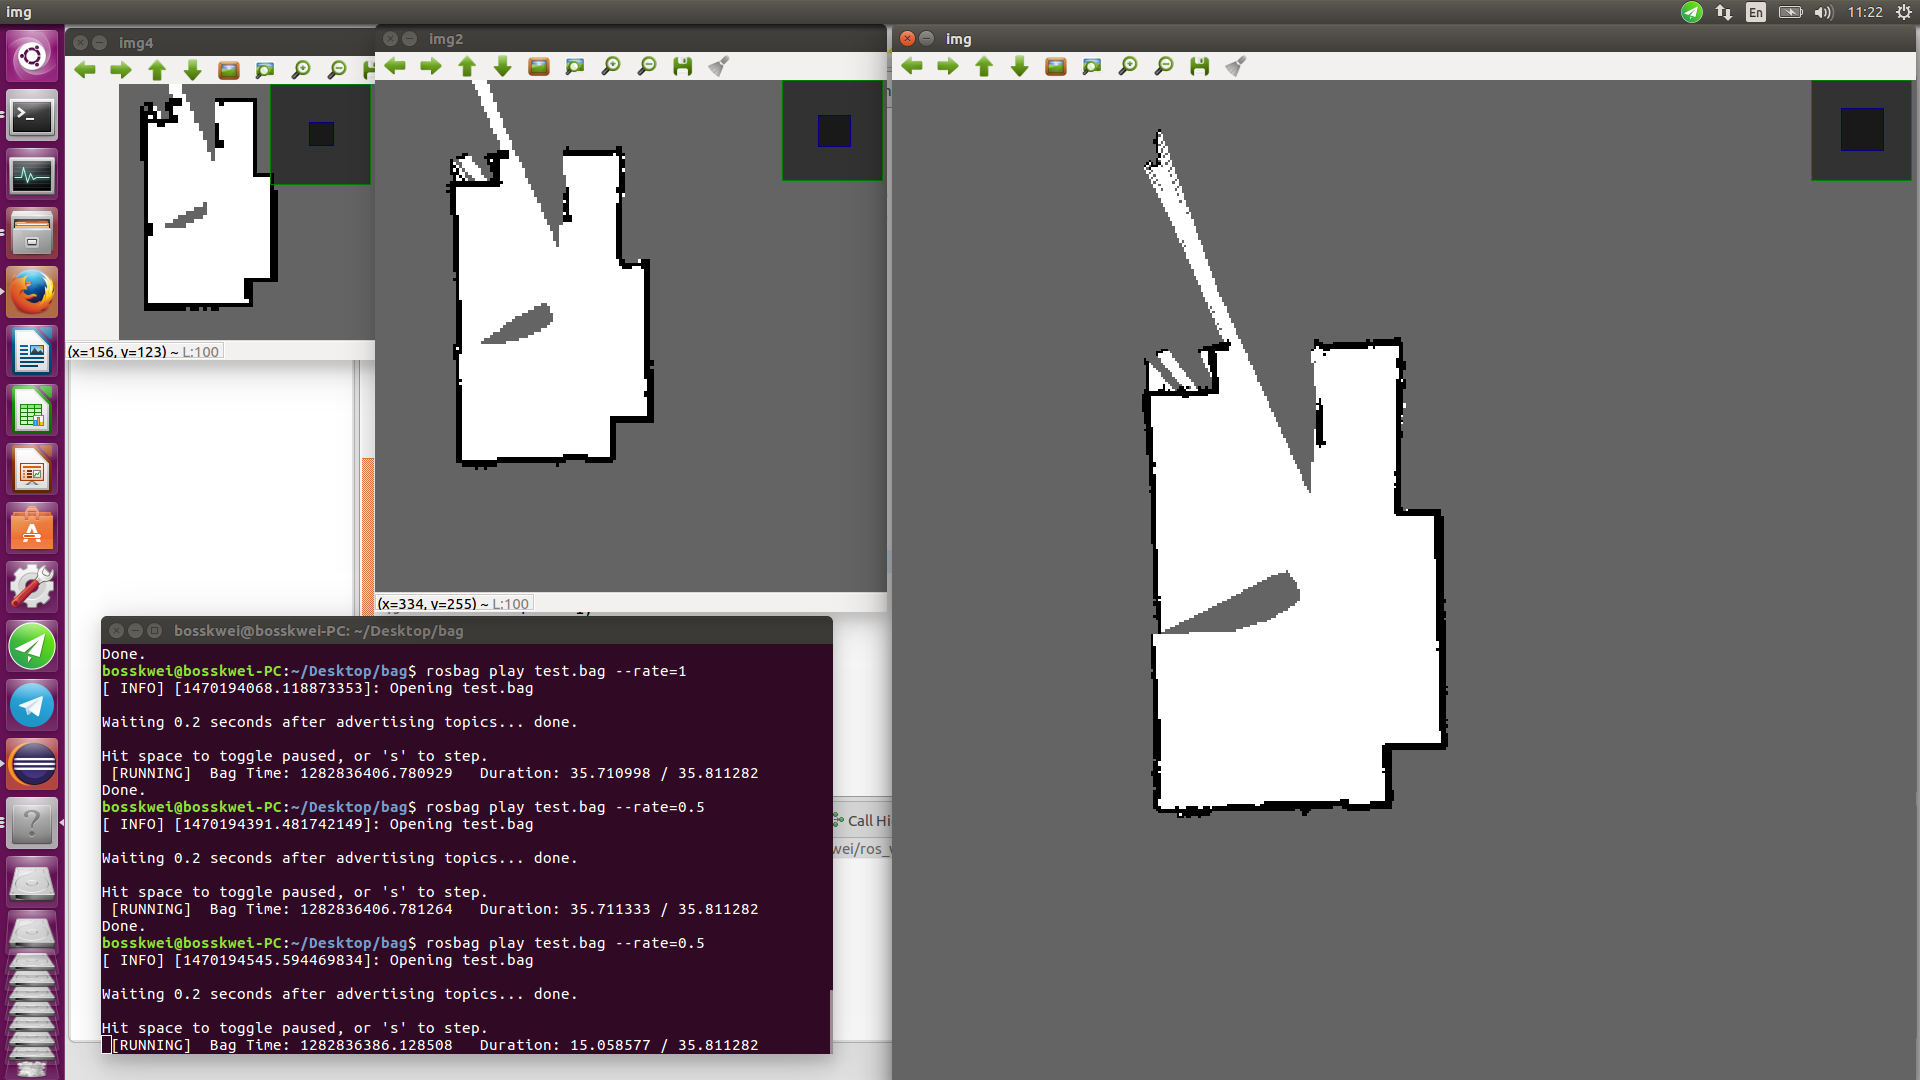 img
En
11:22
img4
img2
img
(x=156, y=123) ~ L:100
(x=334, y=255) ~ L:100
bosskwei@bosskwei-PC: ~/Desktop/bag
Done.
bosskwei@bosskwei-PC:~/Desktop/bag$ rosbag play test.bag --rate=1
[ INFO] [1470194068.118873353]: Opening test.bag
Waiting 0.2 seconds after advertising topics... done.
Hit space to toggle paused, or 's' to step.
[RUNNING]  Bag Time: 1282836406.780929   Duration: 35.710998 / 35.811282
Done.
bosskwei@bosskwei-PC:~/Desktop/bag$ rosbag play test.bag --rate=0.5
[ INFO] [1470194391.481742149]: Opening test.bag
Waiting 0.2 seconds after advertising topics... done.
Hit space to toggle paused, or 's' to step.
[RUNNING]  Bag Time: 1282836406.781264   Duration: 35.711333 / 35.811282
Done.
bosskwei@bosskwei-PC:~/Desktop/bag$ rosbag play test.bag --rate=0.5
[ INFO] [1470194545.594469834]: Opening test.bag
Waiting 0.2 seconds after advertising topics... done.
Hit space to toggle paused, or 's' to step.
[RUNNING]  Bag Time: 1282836386.128508   Duration: 15.058577 / 35.811282
Call Hi
wei/ros_